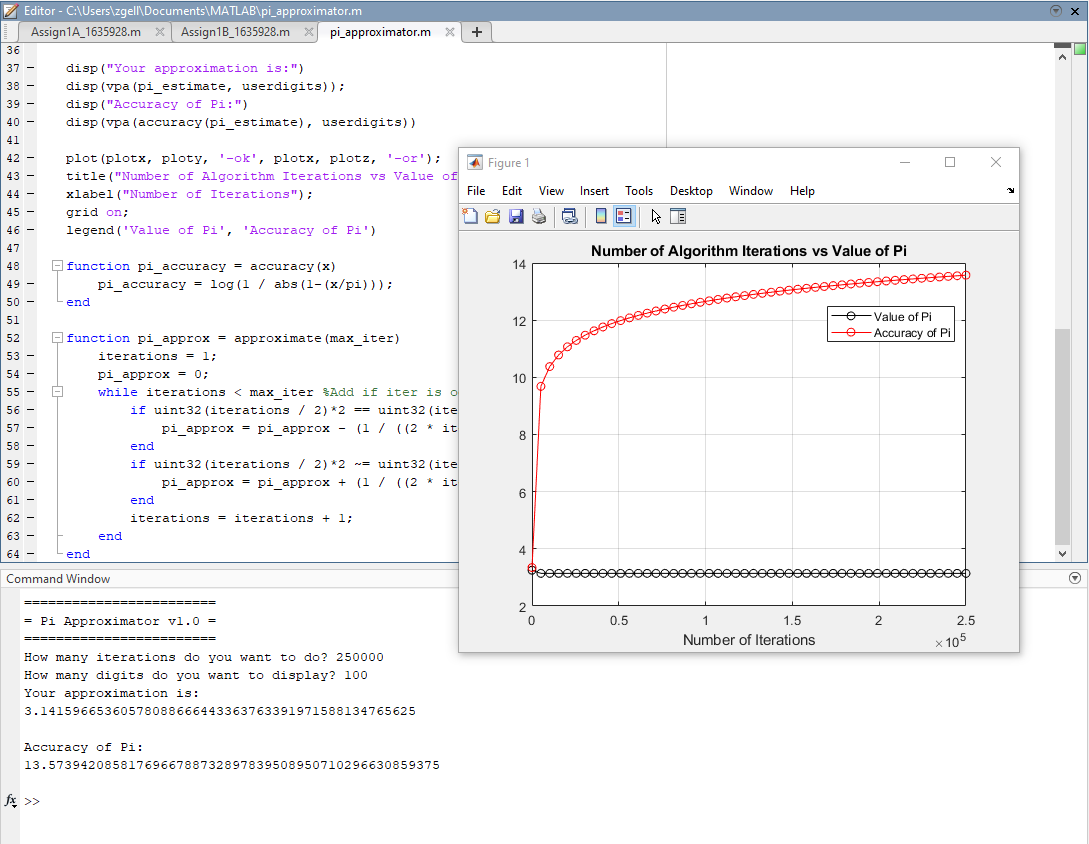 Editor - C:\Users\zgell\Documents\MATLAB\pi_approximator.m
Assign1A_1635928.m × Assign1B_1635928.m × pi_approximator.m × +
36
37 - disp("Your approximation is:")
38 - disp(vpa(pi_estimate, userdigits));
39 - disp("Accuracy of Pi:")
40 - disp(vpa(accuracy(pi_estimate), userdigits))
41
42 - plot(plotx, ploty, '-ok', plotx, plotz, '-or');
43 - title("Number of Algorithm Iterations vs Value of
44 - xlabel("Number of Iterations");
45 - grid on;
46 - legend('Value of Pi', 'Accuracy of Pi')
47
48 function pi_accuracy = accuracy(x)
49 - pi_accuracy = log(1 / abs(1-(x/pi)));
50 - end
51
52 function pi_approx = approximate(max_iter)
53 - iterations = 1;
54 - pi_approx = 0;
55 - while iterations < max_iter %Add if iter is o
56 - if uint32(iterations / 2)*2 == uint32(ite
57 - pi_approx = pi_approx - (1 / ((2 * it
58 - end
59 - if uint32(iterations / 2)*2 ~= uint32(ite
60 - pi_approx = pi_approx + (1 / ((2 * it
61 - end
62 - iterations = iterations + 1;
63 - end
64 - end
Figure 1
File Edit View Insert Tools Desktop Window Help
Number of Algorithm Iterations vs Value of Pi
14
12
10
8
6
4
2
Value of Pi
Accuracy of Pi
0 0.5 1 1.5 2 2.5
Number of Iterations
×10^5
Command Window
========================
= Pi Approximator v1.0 =
========================
How many iterations do you want to do? 250000
How many digits do you want to display? 100
Your approximation is:
3.14159665360578088666443363763391971588134765625

Accuracy of Pi:
13.573942085817696678873289783950895071029663085​9375
fx >>